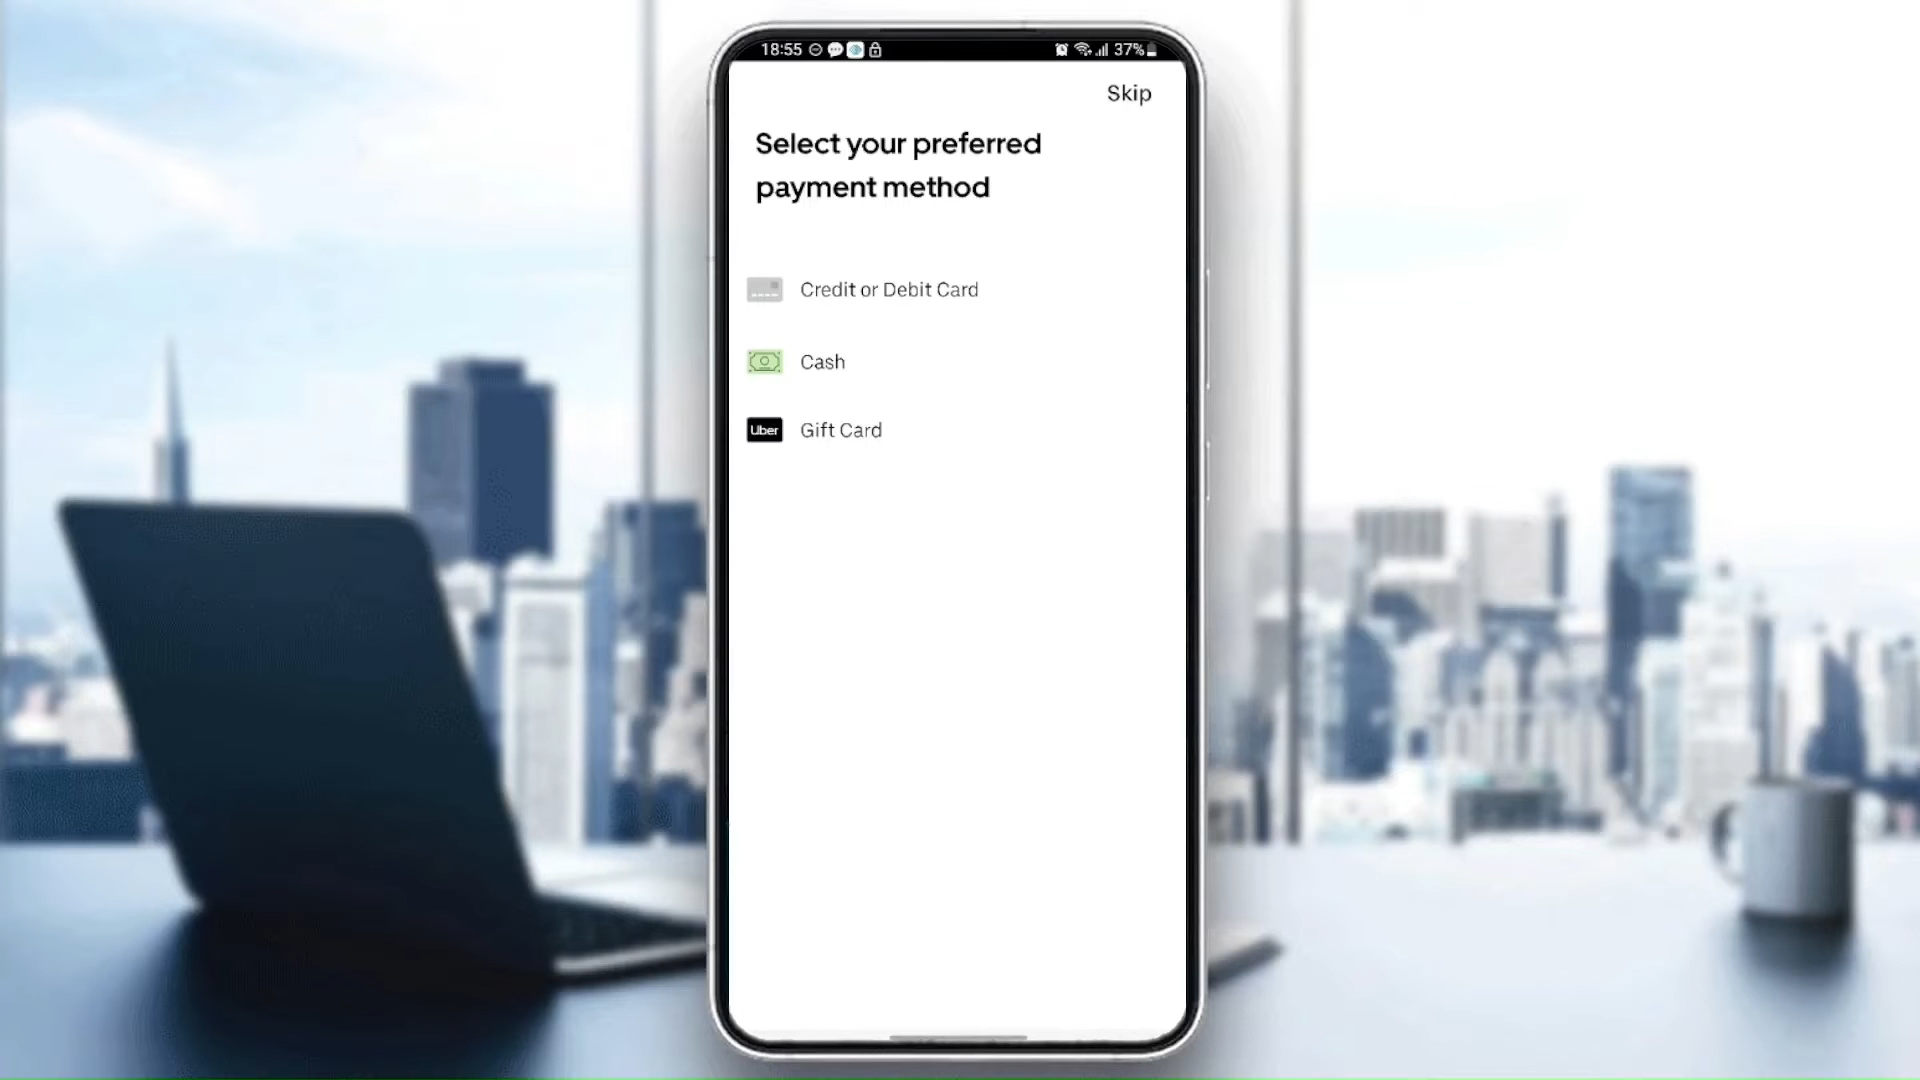 18:55 37%
Skip
Select your preferred
payment method
Credit or Debit Card
Cash
Uber Gift Card